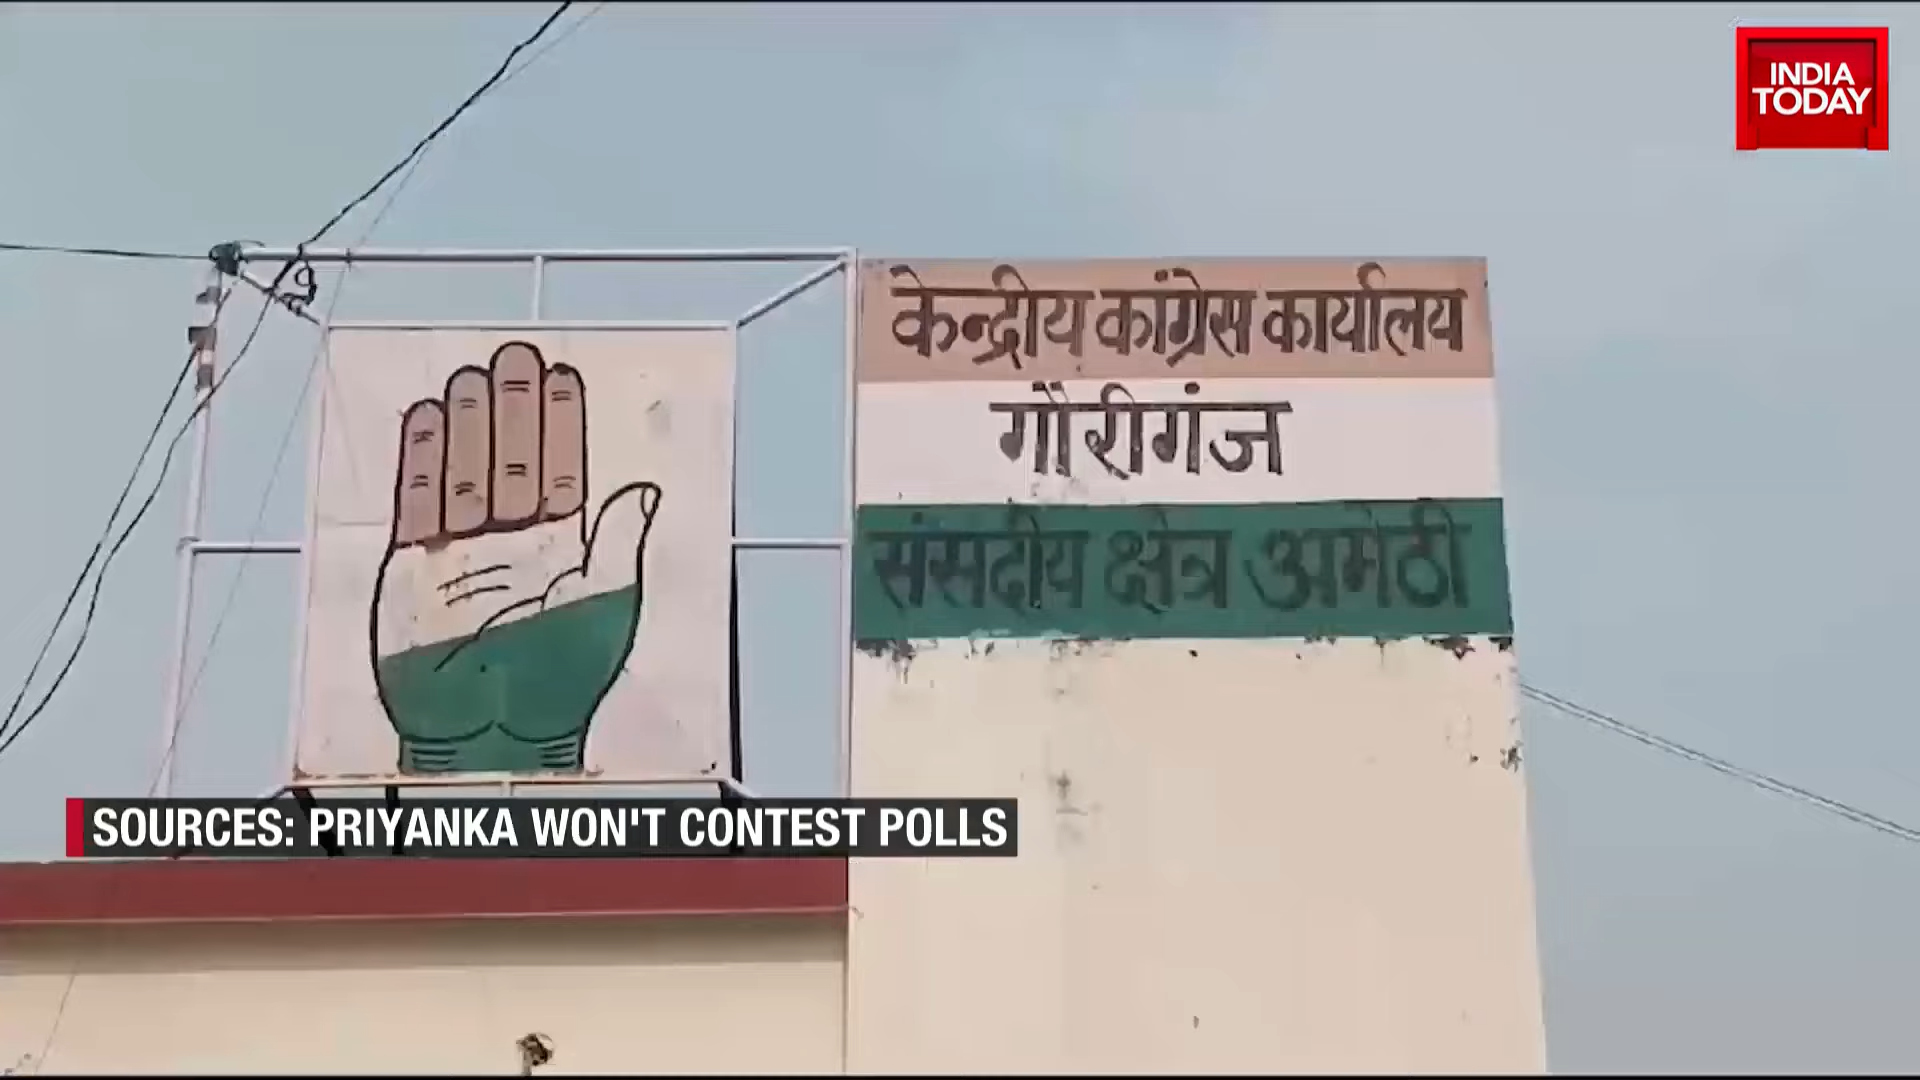 INDIA
TODAY
केन्द्रीय कांग्रेस कार्यालय
गौरीगंज
संसदीय क्षेत्र अमेठी
SOURCES: PRIYANKA WON'T CONTEST POLLS